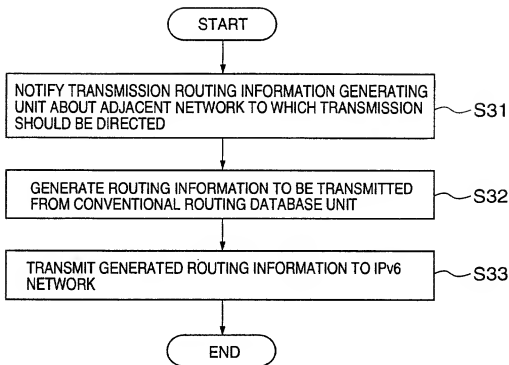 START
NOTIFY TRANSMISSION ROUTING INFORMATION GENERATING
UNIT ABOUT ADJACENT NETWORK TO WHICH TRANSMISSION
SHOULD BE DIRECTED
S31
GENERATE ROUTING INFORMATION TO BE TRANSMITTED
FROM CONVENTIONAL ROUTING DATABASE UNIT
S32
TRANSMIT GENERATED ROUTING INFORMATION TO IPv6
NETWORK
S33
END